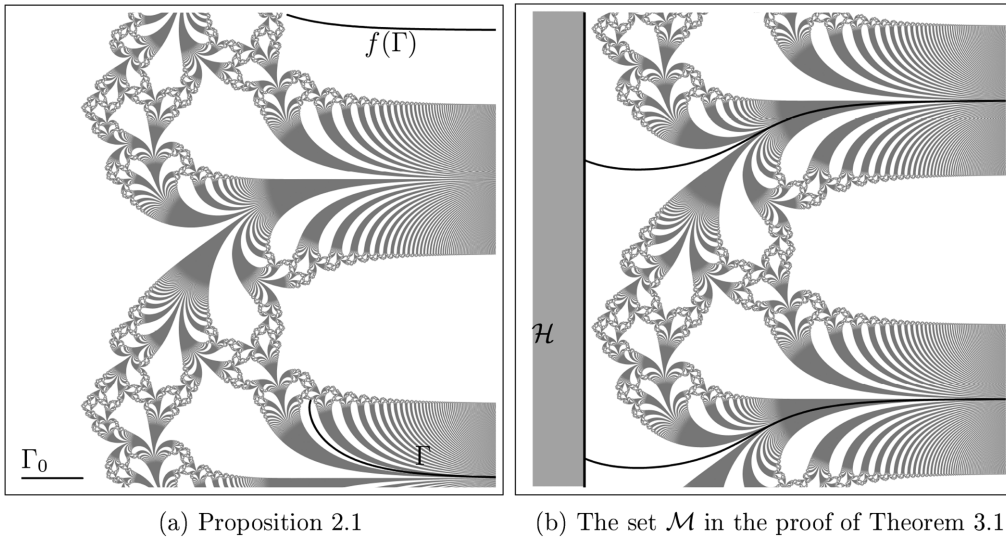 f(Γ)
Γ
Γ₀
ℋ
(a) Proposition 2.1
(b) The set ℳ in the proof of Theorem 3.1